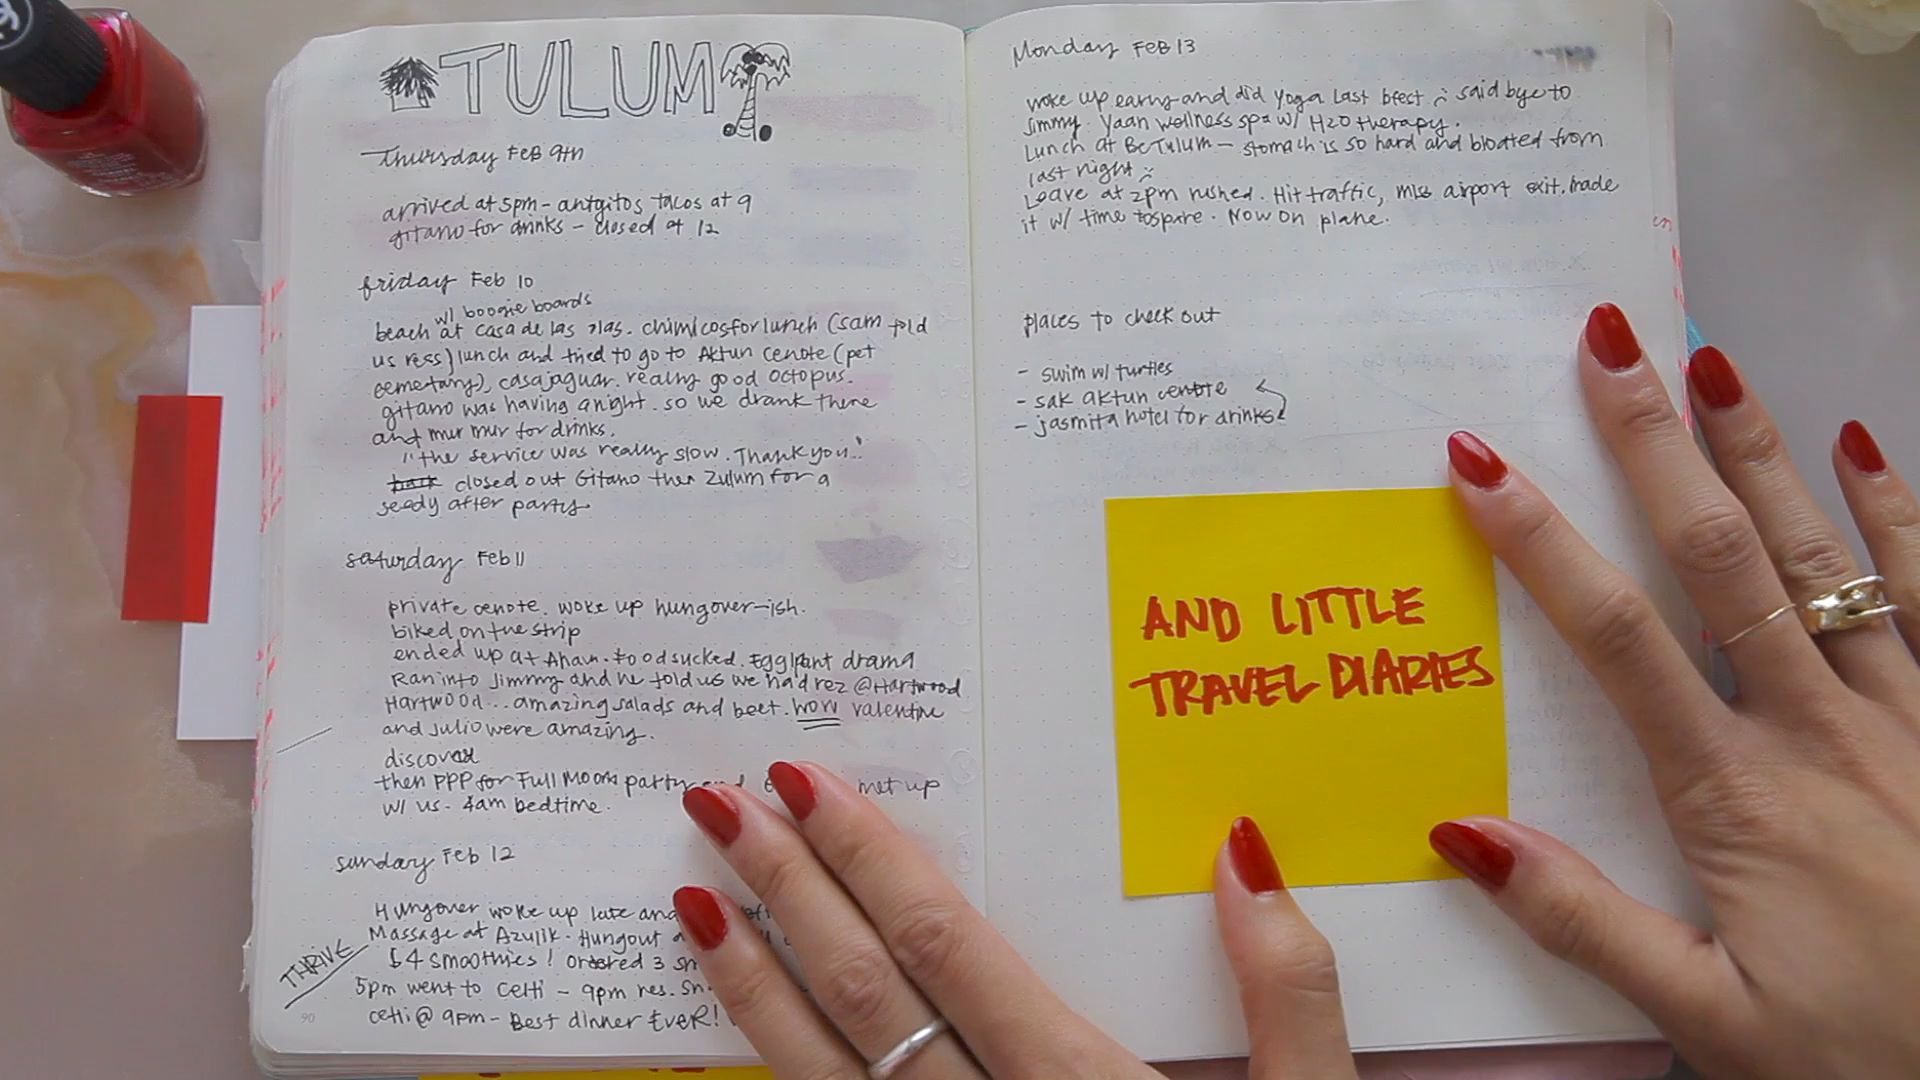 TULUM
Thursday Feb 9th
arrived at 5pm - antgitos tacos at 9
gitano for drinks - closed at 12
friday Feb 10
w/ boogie boards
beach at casa de las olas. chimicos for lunch (sam told
us ress) lunch and tried to go to Aktun cenote (pet
cemetary), casajaguar. really good octopus.
gitano was having a night. so we drank there
and mur mur for drinks.
"the service was really slow. Thank you."
closed out Gitano then Zulum for a
seedy after party.
saturday Feb 11
private cenote. woke up hungover-ish.
biked on the strip
ended up at Ahau. food sucked. Eggplant drama
Ran into Jimmy and he told us we had rez @Hartwood
Hartwood... amazing salads and beet. wow valentine
and Julio were amazing.
discovered
then PPP for Full Moon party met up
w/ us - 4am bedtime.
sunday Feb 12
Hungover woke up late and
Massage at Azulik - Hungout
$4 smoothies! ordered 3
THRIVE
5pm went to Cetli - 9pm res.
cetli @ 9pm - Best dinner EVER!
90
Monday Feb 13
woke up early and did yoga last bfest :( said bye to
Jimmy. Yaan wellness spa w/ H2O therapy.
Lunch at BeTulum - stomach is so hard and bloated from
last night :(
Leave at 2pm rushed. Hit traffic, miss airport exit. made
it w/ time to spare. Now on plane.
places to check out
- swim w/ turtles
- sak aktun cenote
- jasmita hotel for drinks
AND LITTLE
TRAVEL DIARIES